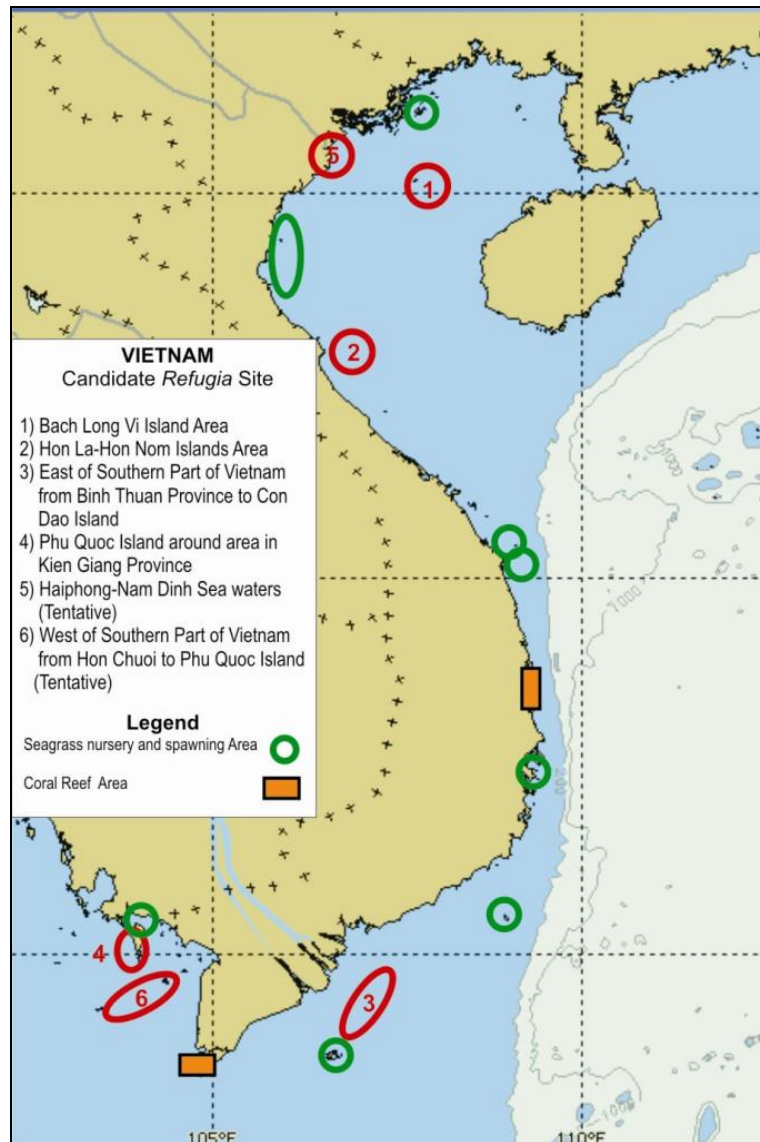 5
1
2
VIETNAM
Candidate Refugia Site
1) Bach Long Vi Island Area
2) Hon La-Hon Nom Islands Area
3) East of Southern Part of Vietnam
from Binh Thuan Province to Con
Dao Island
4) Phu Quoc Island around area in
Kien Giang Province
5) Haiphong-Nam Dinh Sea waters
(Tentative)
6) West of Southern Part of Vietnam
from Hon Chuoi to Phu Quoc Island
(Tentative)
Legend
Seagrass nursery and spawning Area
Coral Reef Area
1000
200
4
6
3
1000
105°E
110°E